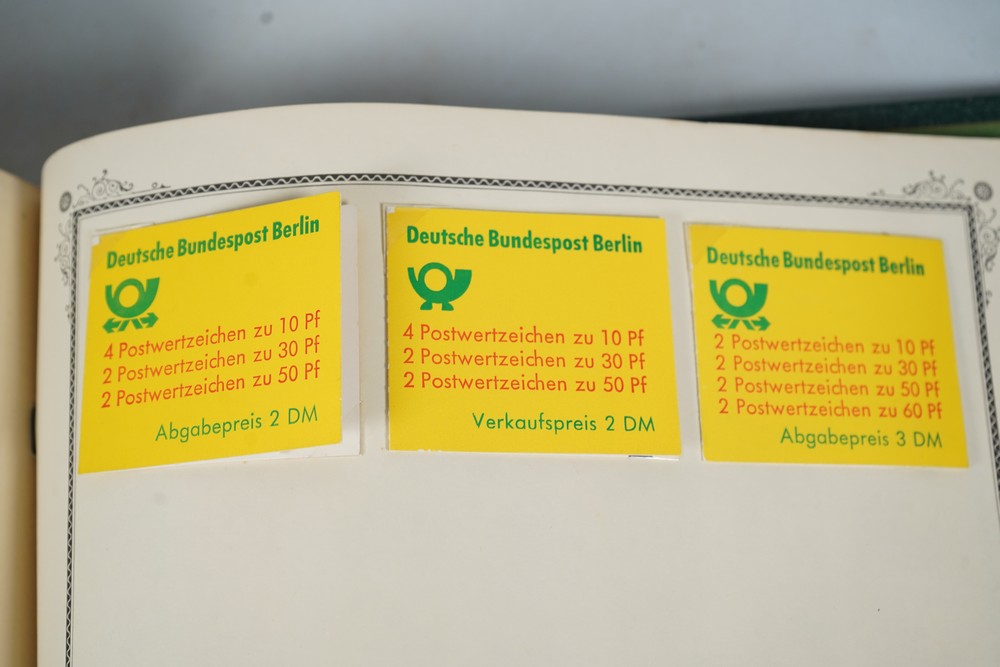 Deutsche Bundespost Berlin
4 Postwertzeichen zu 10 Pf
2 Postwertzeichen zu 30 Pf
2 Postwertzeichen zu 50 Pf
Abgabepreis 2 DM
Deutsche Bundespost Berlin
4 Postwertzeichen zu 10 Pf
2 Postwertzeichen zu 30 Pf
2 Postwertzeichen zu 50 Pf
Verkaufspreis 2 DM
Deutsche Bundespost Berlin
2 Postwertzeichen zu 10 Pf
2 Postwertzeichen zu 30 Pf
2 Postwertzeichen zu 50 Pf
2 Postwertzeichen zu 60 Pf
Abgabepreis 3 DM